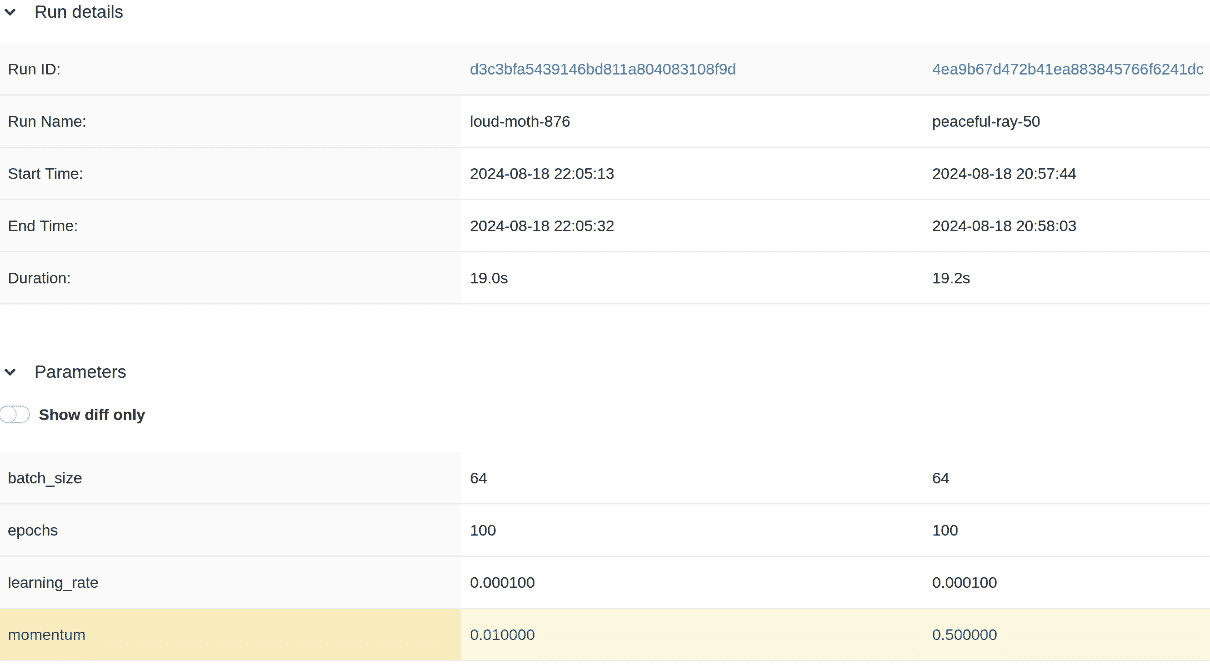 Run details
Run ID: d3c3bfa5439146bd811a804083108f9d 4ea9b67d472b41ea883845766f6241dc
Run Name: loud-moth-876 peaceful-ray-50
Start Time: 2024-08-18 22:05:13 2024-08-18 20:57:44
End Time: 2024-08-18 22:05:32 2024-08-18 20:58:03
Duration: 19.0s 19.2s
Parameters
Show diff only
batch_size 64 64
epochs 100 100
learning_rate 0.000100 0.000100
momentum 0.010000 0.500000